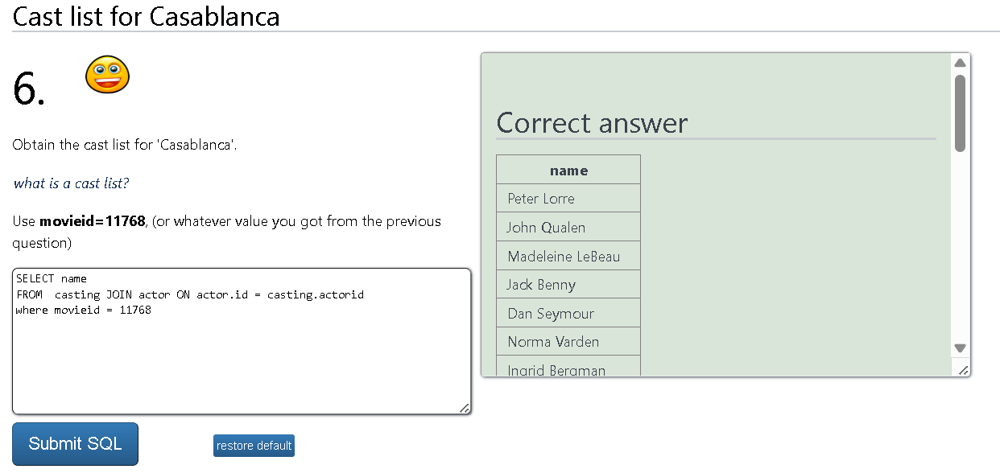 Cast list for Casablanca
6.
Obtain the cast list for 'Casablanca'.
what is a cast list?
Use movieid=11768, (or whatever value you got from the previous
question)
SELECT name
FROM  casting JOIN actor ON actor.id = casting.actorid
where movieid = 11768
Submit SQL
restore default
Correct answer
name
Peter Lorre
John Qualen
Madeleine LeBeau
Jack Benny
Dan Seymour
Norma Varden
Ingrid Bergman